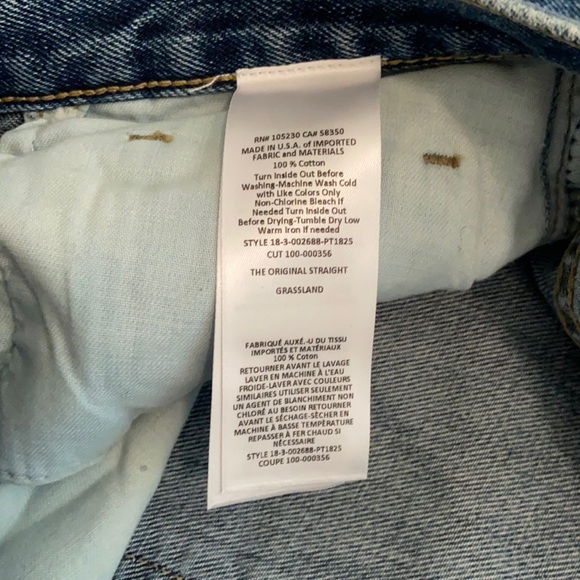 RN# 105230 CA# 58350
MADE IN U.S.A. of IMPORTED
FABRIC and MATERIALS
100 % Cotton
Turn Inside Out Before
Washing-Machine Wash Cold
with Like Colors Only
Non-Chlorine Bleach if
Needed Turn Inside Out
Before Drying-Tumble Dry Low
Warm Iron if needed
STYLE 18-3-002688-PT1825
CUT 100-000356
THE ORIGINAL STRAIGHT
GRASSLAND
FABRIQUÉ AUXÉ.-U DU TISSU
IMPORTÉS ET MATÉRIAUX
100 % Coton
RETOURNER AVANT LE LAVAGE
LAVER EN MACHINE À L'EAU
FROIDE-LAVER AVEC COULEURS
SIMILAIRES UTILISER SEULEMENT
UN AGENT DE BLANCHIMENT NON
CHLORÉ AU BESOIN RETOURNER
AVANT LE SÉCHAGE-SÈCHER EN
MACHINE À BASSE TEMPÉRATURE
REPASSER À FER CHAUD SI
NÉCESSAIRE
STYLE 18-3-002688-PT1825
COUPE 100-000356